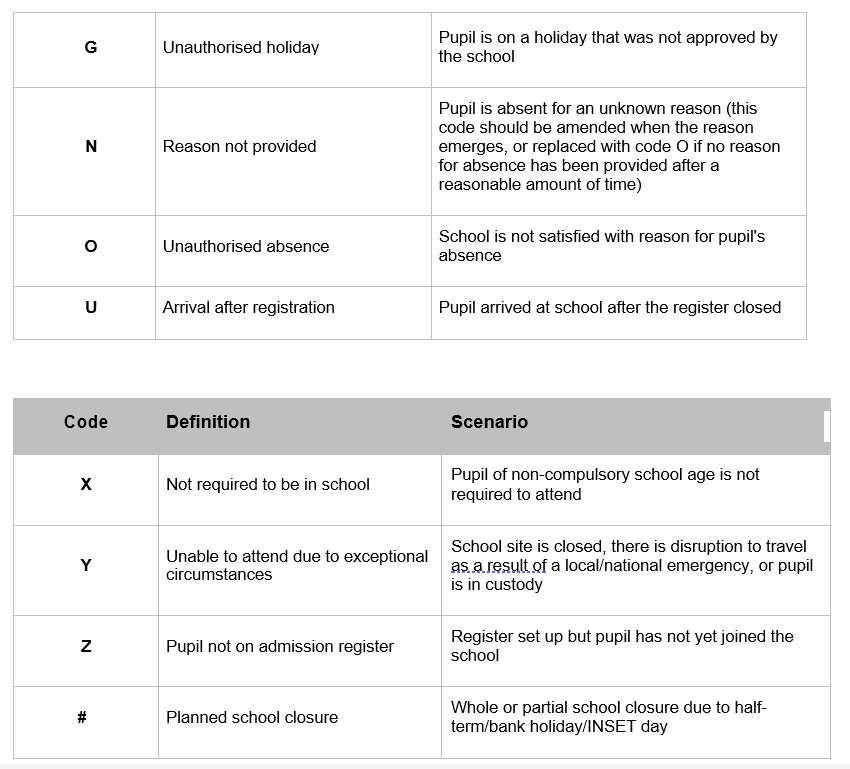 G Unauthorised holiday Pupil is on a holiday that was not approved by
the school
N Reason not provided Pupil is absent for an unknown reason (this
code should be amended when the reason
emerges, or replaced with code O if no reason
for absence has been provided after a
reasonable amount of time)
O Unauthorised absence School is not satisfied with reason for pupil's
absence
U Arrival after registration Pupil arrived at school after the register closed
Code Definition Scenario
X Not required to be in school Pupil of non-compulsory school age is not
required to attend
Y Unable to attend due to exceptional
circumstances
School site is closed, there is disruption to travel
as a result of a local/national emergency, or pupil
is in custody
Z Pupil not on admission register Register set up but pupil has not yet joined the
school
# Planned school closure Whole or partial school closure due to half-
term/bank holiday/INSET day